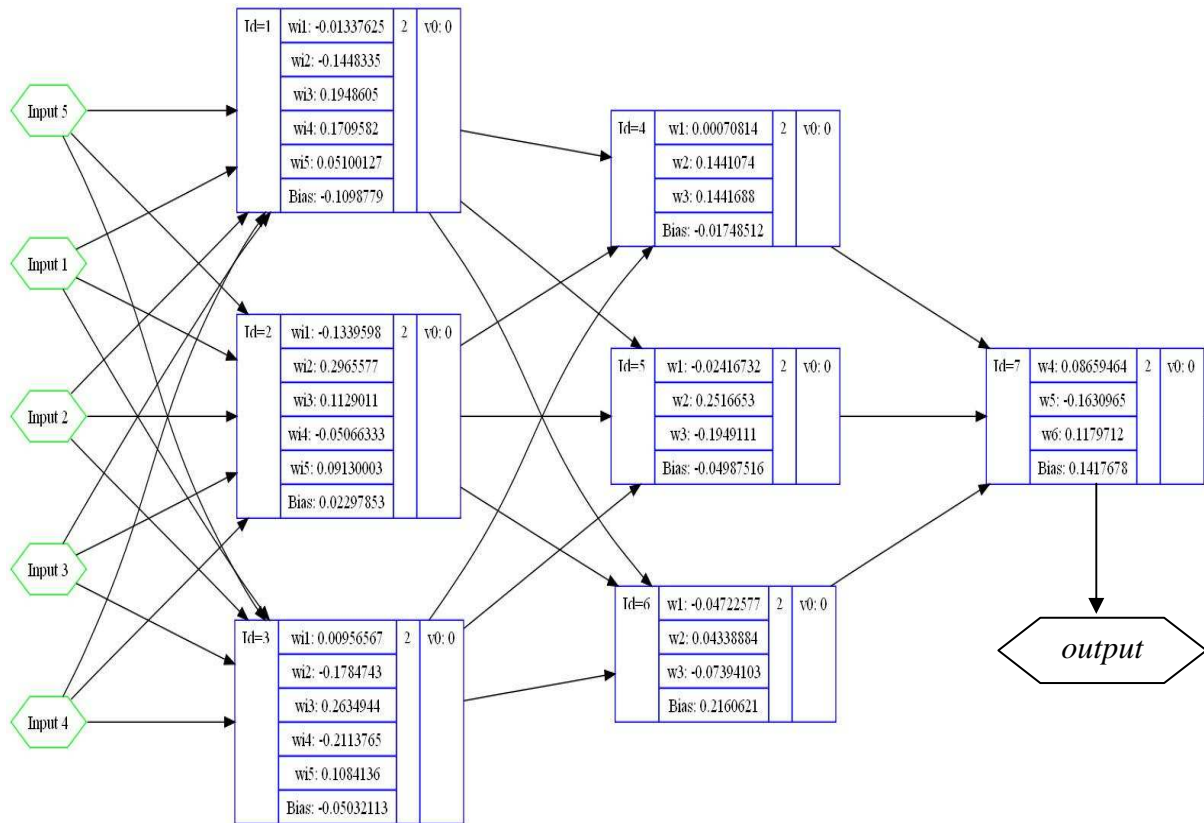 Input 5
Input 1
Input 2
Input 3
Input 4
Id=1
wi1: -0.01337625
wi2: -0.1448335
wi3: 0.1948605
wi4: 0.1709582
wi5: 0.05100127
Bias: -0.1098779
2
v0: 0
Id=2
wi1: -0.1339598
wi2: 0.2965577
wi3: 0.1129011
wi4: -0.05066333
wi5: 0.09130003
Bias: 0.02297853
2
v0: 0
Id=3
wi1: 0.00956567
wi2: -0.1784743
wi3: 0.2634944
wi4: -0.2113765
wi5: 0.1084136
Bias: -0.05032113
2
v0: 0
Id=4
w1: 0.00070814
w2: 0.1441074
w3: 0.1441688
Bias: -0.01748512
2
v0: 0
Id=5
w1: -0.02416732
w2: 0.2516653
w3: -0.1949111
Bias: -0.04987516
2
v0: 0
Id=6
w1: -0.04722577
w2: 0.04338884
w3: -0.07394103
Bias: 0.2160621
2
v0: 0
Id=7
w4: 0.08659464
w5: -0.1630965
w6: 0.1179712
Bias: 0.1417678
2
v0: 0
output